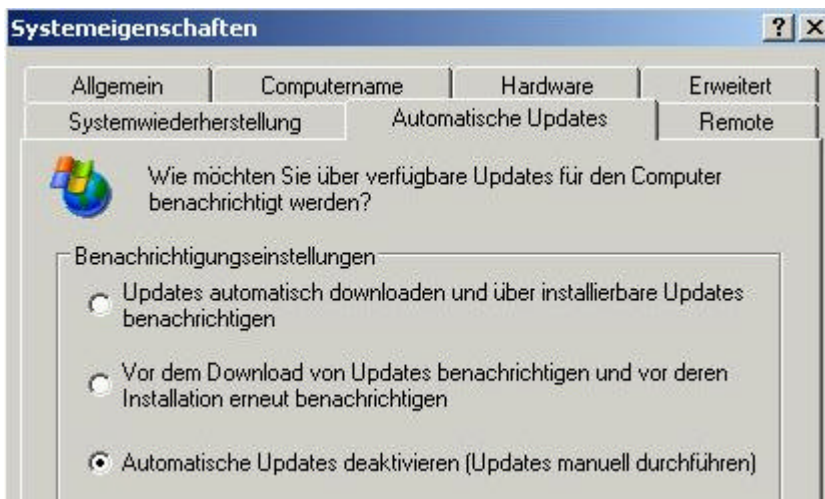 Systemeigenschaften
Allgemein
Computername
Hardware
Erweitert
Systemwiederherstellung
Automatische Updates
Remote
Wie möchten Sie über verfügbare Updates für den Computer
benachrichtigt werden?
Benachrichtigungseinstellungen
Updates automatisch downloaden und über installierbare Updates
benachrichtigen
Vor dem Download von Updates benachrichtigen und vor deren
Installation erneut benachrichtigen
Automatische Updates deaktivieren (Updates manuell durchführen)